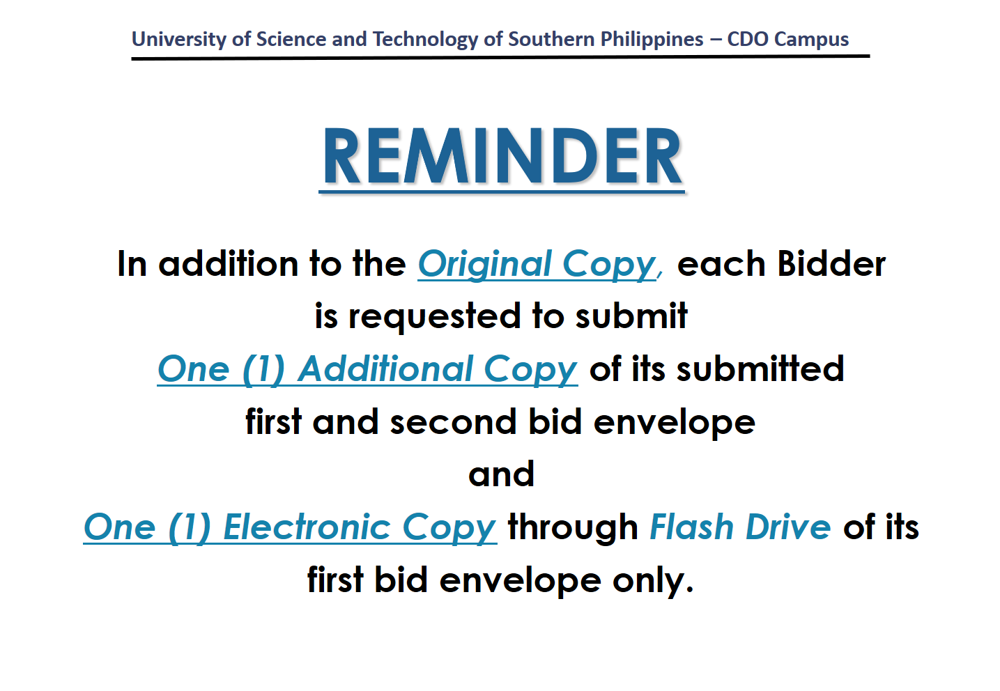 University of Science and Technology of Southern Philippines – CDO Campus
REMINDER
In addition to the Original Copy, each Bidder
is requested to submit
One (1) Additional Copy of its submitted
first and second bid envelope
and
One (1) Electronic Copy through Flash Drive of its
first bid envelope only.